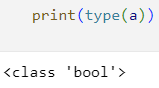 print(type(a))
<class 'bool'>